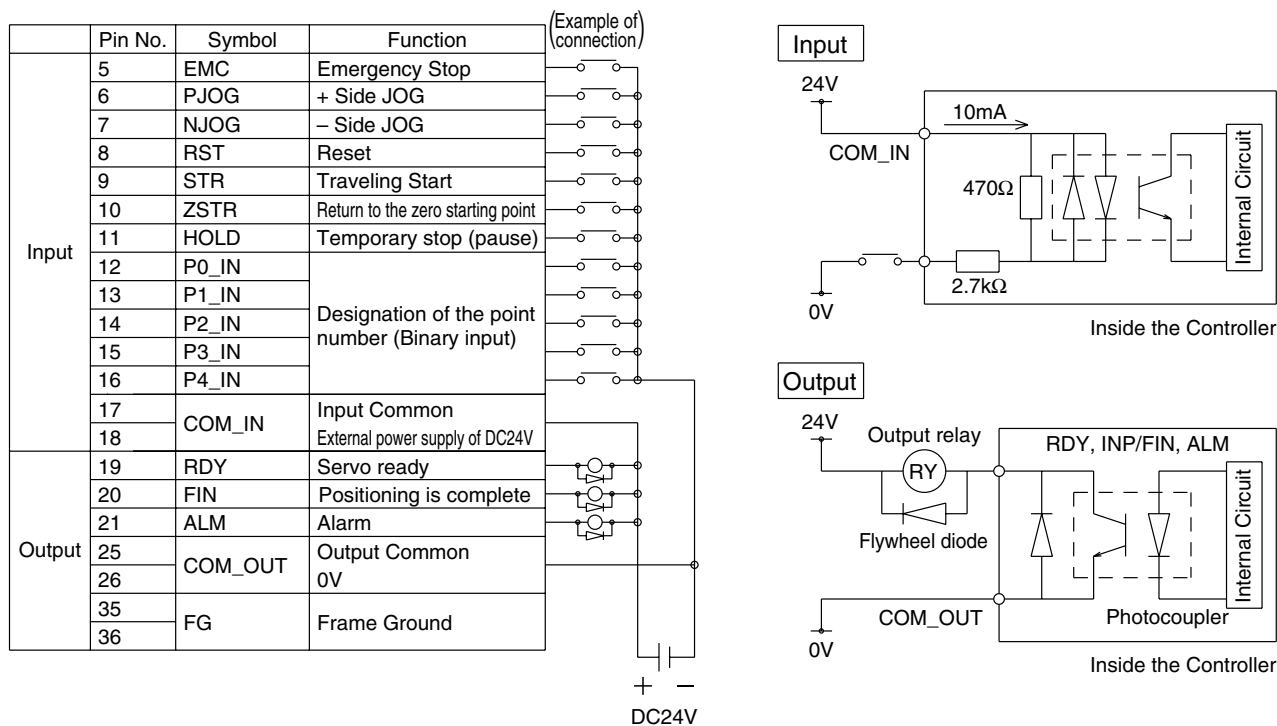 (Example of
connection)
Pin No. Symbol Function
Input
5 EMC Emergency Stop
6 PJOG + Side JOG
7 NJOG – Side JOG
8 RST Reset
9 STR Traveling Start
10 ZSTR Return to the zero starting point
11 HOLD Temporary stop (pause)
12 P0_IN
13 P1_IN
14 P2_IN
15 P3_IN
16 P4_IN
Designation of the point
number (Binary input)
17
18
COM_IN
Input Common
External power supply of DC24V
Output
19 RDY Servo ready
20 FIN Positioning is complete
21 ALM Alarm
25
26
COM_OUT
Output Common
0V
35
36
FG
Frame Ground
+ –
DC24V
Input
24V
10mA
COM_IN
470Ω
2.7kΩ
0V
Internal Circuit
Inside the Controller
Output
24V
Output relay
RY
Flywheel diode
RDY, INP/FIN, ALM
Internal Circuit
COM_OUT
Photocoupler
0V
Inside the Controller